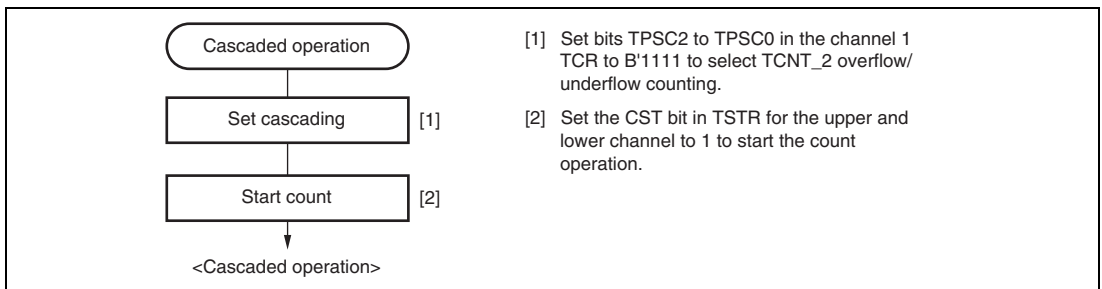 Cascaded operation
Set cascading
[1]
Start count
[2]
<Cascaded operation>
[1] Set bits TPSC2 to TPSC0 in the channel 1
TCR to B'1111 to select TCNT_2 overflow/
underflow counting.
[2] Set the CST bit in TSTR for the upper and
lower channel to 1 to start the count
operation.